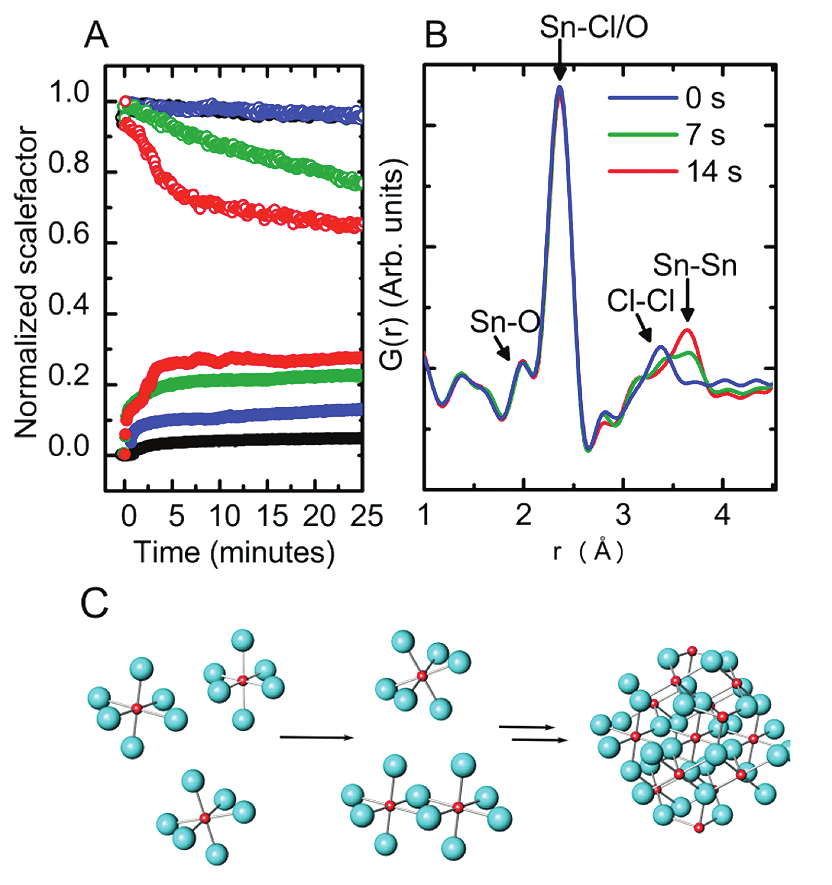 A
Normalized scalefactor
1.0
0.8
0.6
0.4
0.2
0.0
0 5 10 15 20 25
Time (minutes)
B
Sn-Cl/O
0 s
7 s
14 s
Sn-Sn
Cl-Cl
Sn-O
G(r) (Arb. units)
1 2 3 4
r (Å)
C